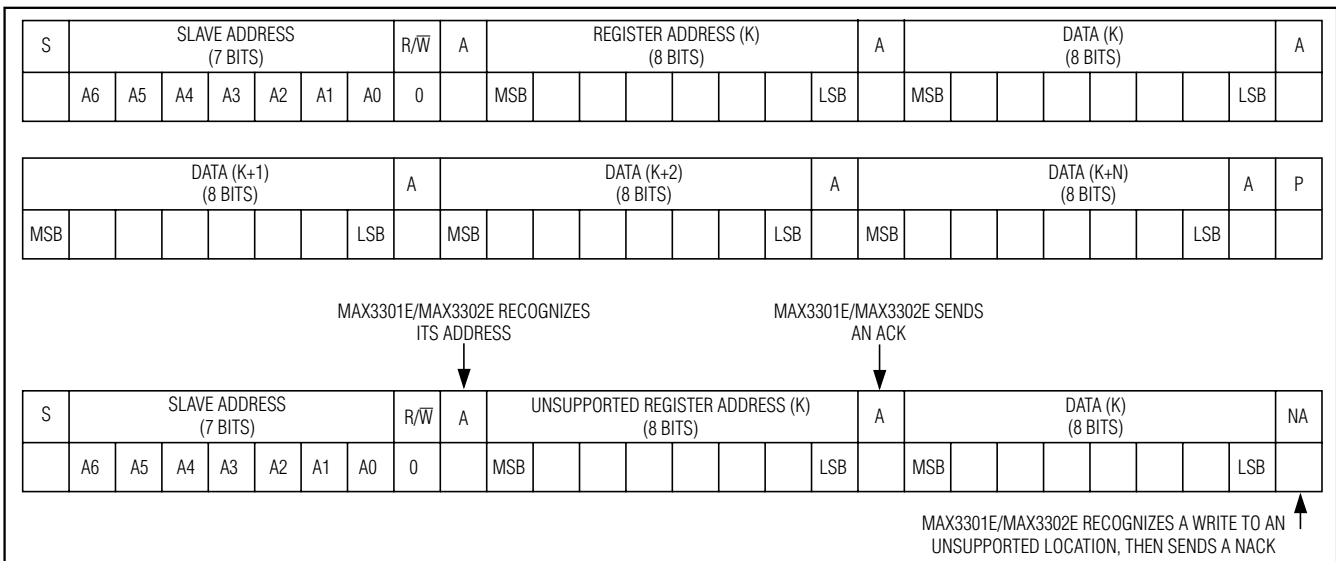 S SLAVE ADDRESS R/W̅ A REGISTER ADDRESS (K) A DATA (K) A
(7 BITS) (8 BITS) (8 BITS)
A6 A5 A4 A3 A2 A1 A0 0 MSB LSB MSB LSB
DATA (K+1) A DATA (K+2) A DATA (K+N) A P
(8 BITS) (8 BITS) (8 BITS)
MSB LSB MSB LSB MSB LSB
MAX3301E/MAX3302E RECOGNIZES
ITS ADDRESS
MAX3301E/MAX3302E SENDS
AN ACK
S SLAVE ADDRESS R/W̅ A UNSUPPORTED REGISTER ADDRESS (K) A DATA (K) NA
(7 BITS) (8 BITS) (8 BITS)
A6 A5 A4 A3 A2 A1 A0 0 MSB LSB MSB LSB
MAX3301E/MAX3302E RECOGNIZES A WRITE TO AN
UNSUPPORTED LOCATION, THEN SENDS A NACK